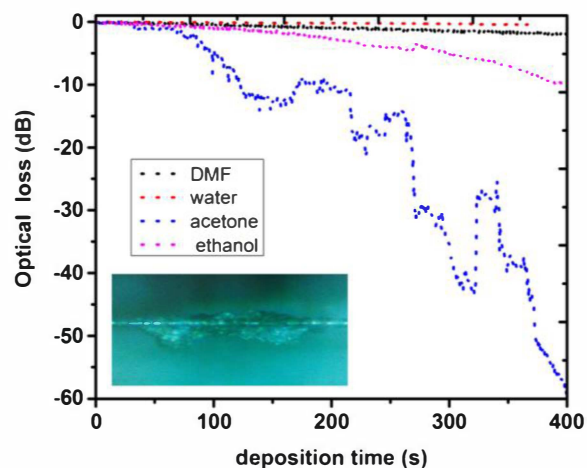 0
-10
-20
-30
-40
-50
-60
Optical loss (dB)
DMF
water
acetone
ethanol
0 100 200 300 400
deposition time (s)